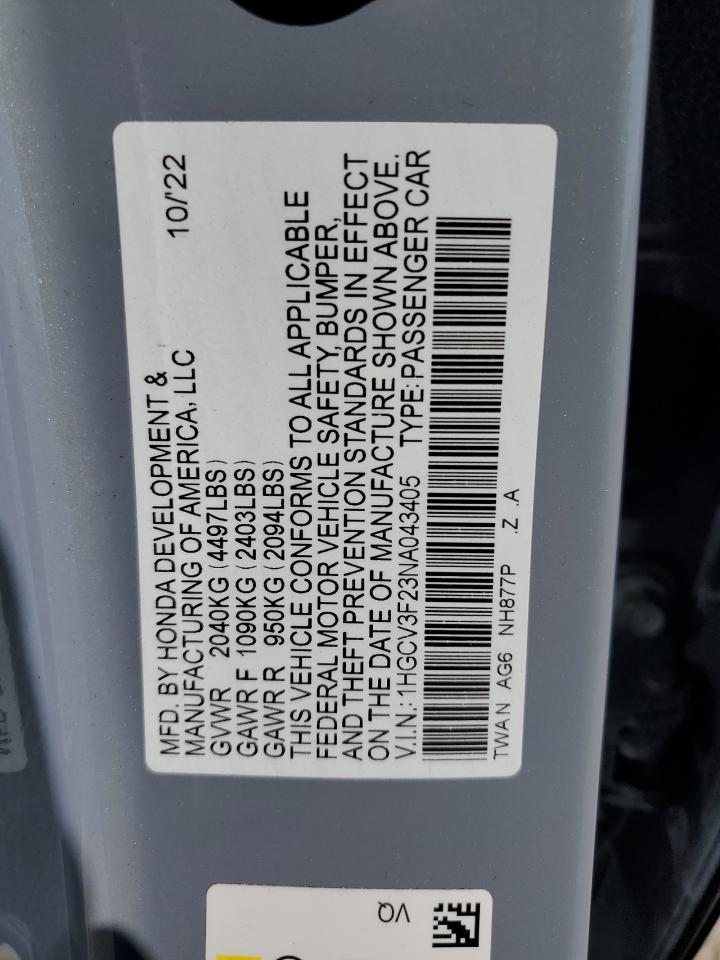 MFD. BY HONDA DEVELOPMENT &
MANUFACTURING OF AMERICA, LLC 10/'22
GVWR 2040KG (4497LBS)
GAWR F 1090KG (2403LBS)
GAWR R 950KG (2094LBS)
THIS VEHICLE CONFORMS TO ALL APPLICABLE
FEDERAL MOTOR VEHICLE SAFETY, BUMPER,
AND THEFT PREVENTION STANDARDS IN EFFECT
ON THE DATE OF MANUFACTURE SHOWN ABOVE.
V.I.N.:1HGCV3F23NA043405 TYPE:PASSENGER CAR
TWAN AG6 NH877P .Z .A
VQ